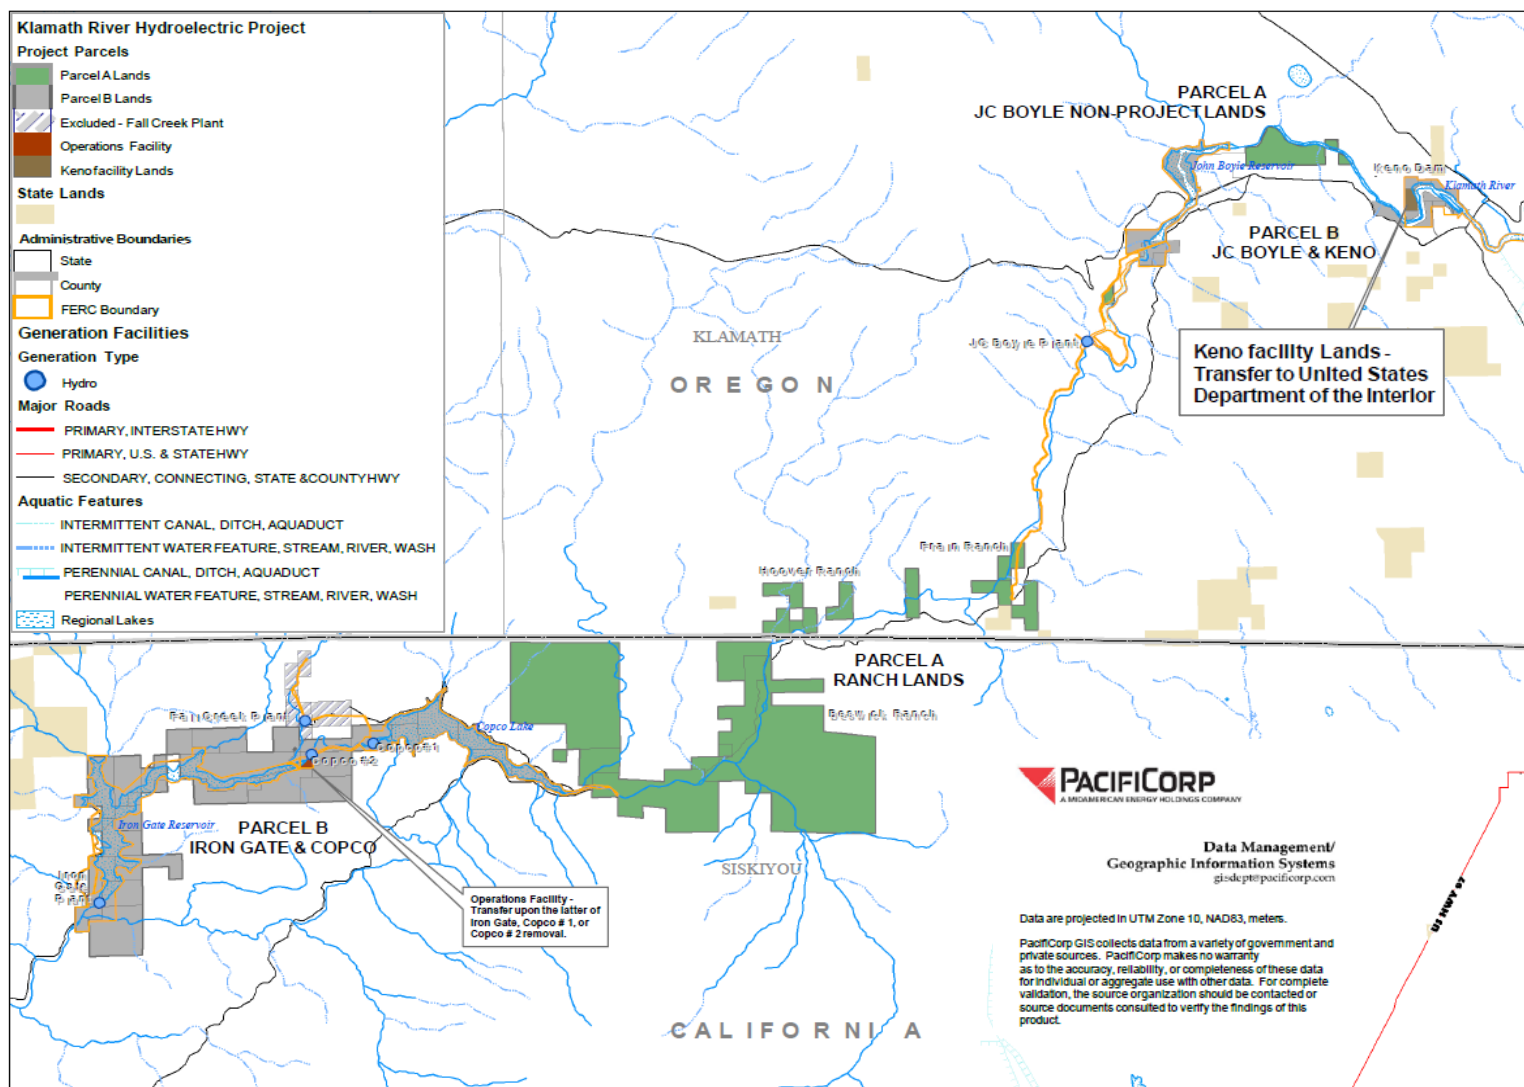 Klamath River Hydroelectric Project
Project Parcels
Parcel A Lands
Parcel B Lands
Excluded - Fall Creek Plant
Operations Facility
Keno facility Lands
State Lands
Administrative Boundaries
State
County
FERC Boundary
Generation Facilities
Generation Type
Hydro
Major Roads
PRIMARY, INTERSTATE HWY
PRIMARY, U.S. & STATE HWY
SECONDARY, CONNECTING, STATE & COUNTY HWY
Aquatic Features
INTERMITTENT CANAL, DITCH, AQUADUCT
INTERMITTENT WATER FEATURE, STREAM, RIVER, WASH
PERENNIAL CANAL, DITCH, AQUADUCT
PERENNIAL WATER FEATURE, STREAM, RIVER, WASH
Regional Lakes
PARCEL A
JC BOYLE NON-PROJECT LANDS
John Boyle Reservoir
Keno Dam
Klamath River
PARCEL B
JC BOYLE & KENO
KLAMATH
OREGON
JC Boyle Plant
Keno facility Lands -
Transfer to United States
Department of the Interior
Frain Ranch
Hoover Ranch
PARCEL A
RANCH LANDS
Beswick Ranch
Fall Creek Plant
Copco Lake
Copco #1
Copco #2
Iron Gate Reservoir
PARCEL B
IRON GATE & COPCO
Iron
Gate
Plant
SISKIYOU
Operations Facility -
Transfer upon the latter of
Iron Gate, Copco # 1, or
Copco # 2 removal.
CALIFORNIA
PACIFICORP
A MIDAMERICAN ENERGY HOLDINGS COMPANY
Data Management/
Geographic Information Systems
gisdept@pacificorp.com
US HWY 97
Data are projected in UTM Zone 10, NAD83, meters.
PacifiCorp GIS collects data from a variety of government and
private sources. PacifiCorp makes no warranty
as to the accuracy, reliability, or completeness of these data
for individual or aggregate use with other data. For complete
validation, the source organization should be contacted or
source documents consulted to verify the findings of this
product.